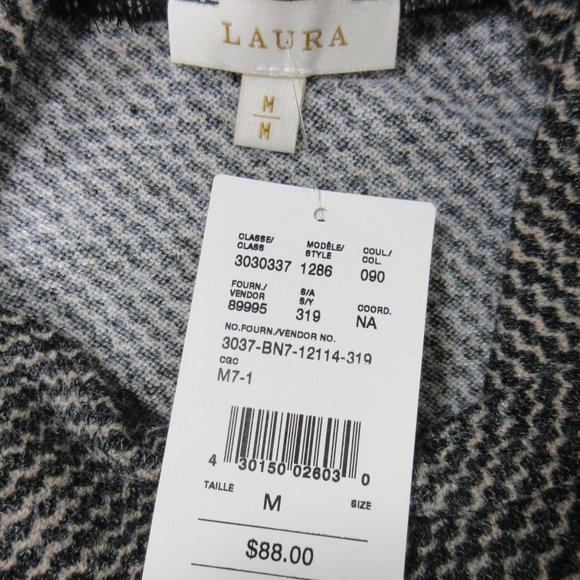 LAURA
M
M
CLASSE/ MODÈLE/ COUL./
CLASS STYLE COL.
3030337 1286 090
FOURN./ S/A
VENDOR S/Y COORD.
89995 319 NA
NO.FOURN./VENDOR NO.
3037-BN7-12114-319
CGC
M7-1
4 30150 02603 0
TAILLE M SIZE
$88.00